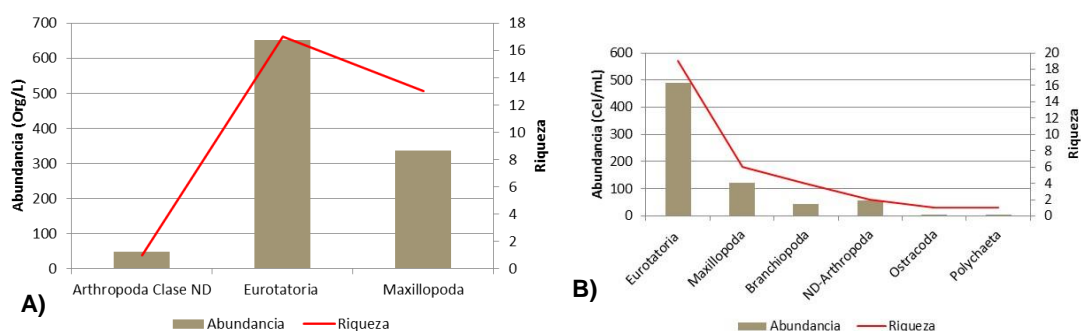 Abundancia (Org/L)
700
600
500
400
300
200
100
0
18
16
14
12
10
8
6
4
2
0
Riqueza
Arthropoda Clase ND
Eurotatoria
Maxillopoda
A)
Abundancia
Riqueza
Abundancia (Cel/mL)
600
500
400
300
200
100
0
20
18
16
14
12
10
8
6
4
2
0
Riqueza
Eurotatoria
Maxillopoda
Branchiopoda
ND-Arthropoda
Ostracoda
Polychaeta
B)
Abundancia
Riqueza